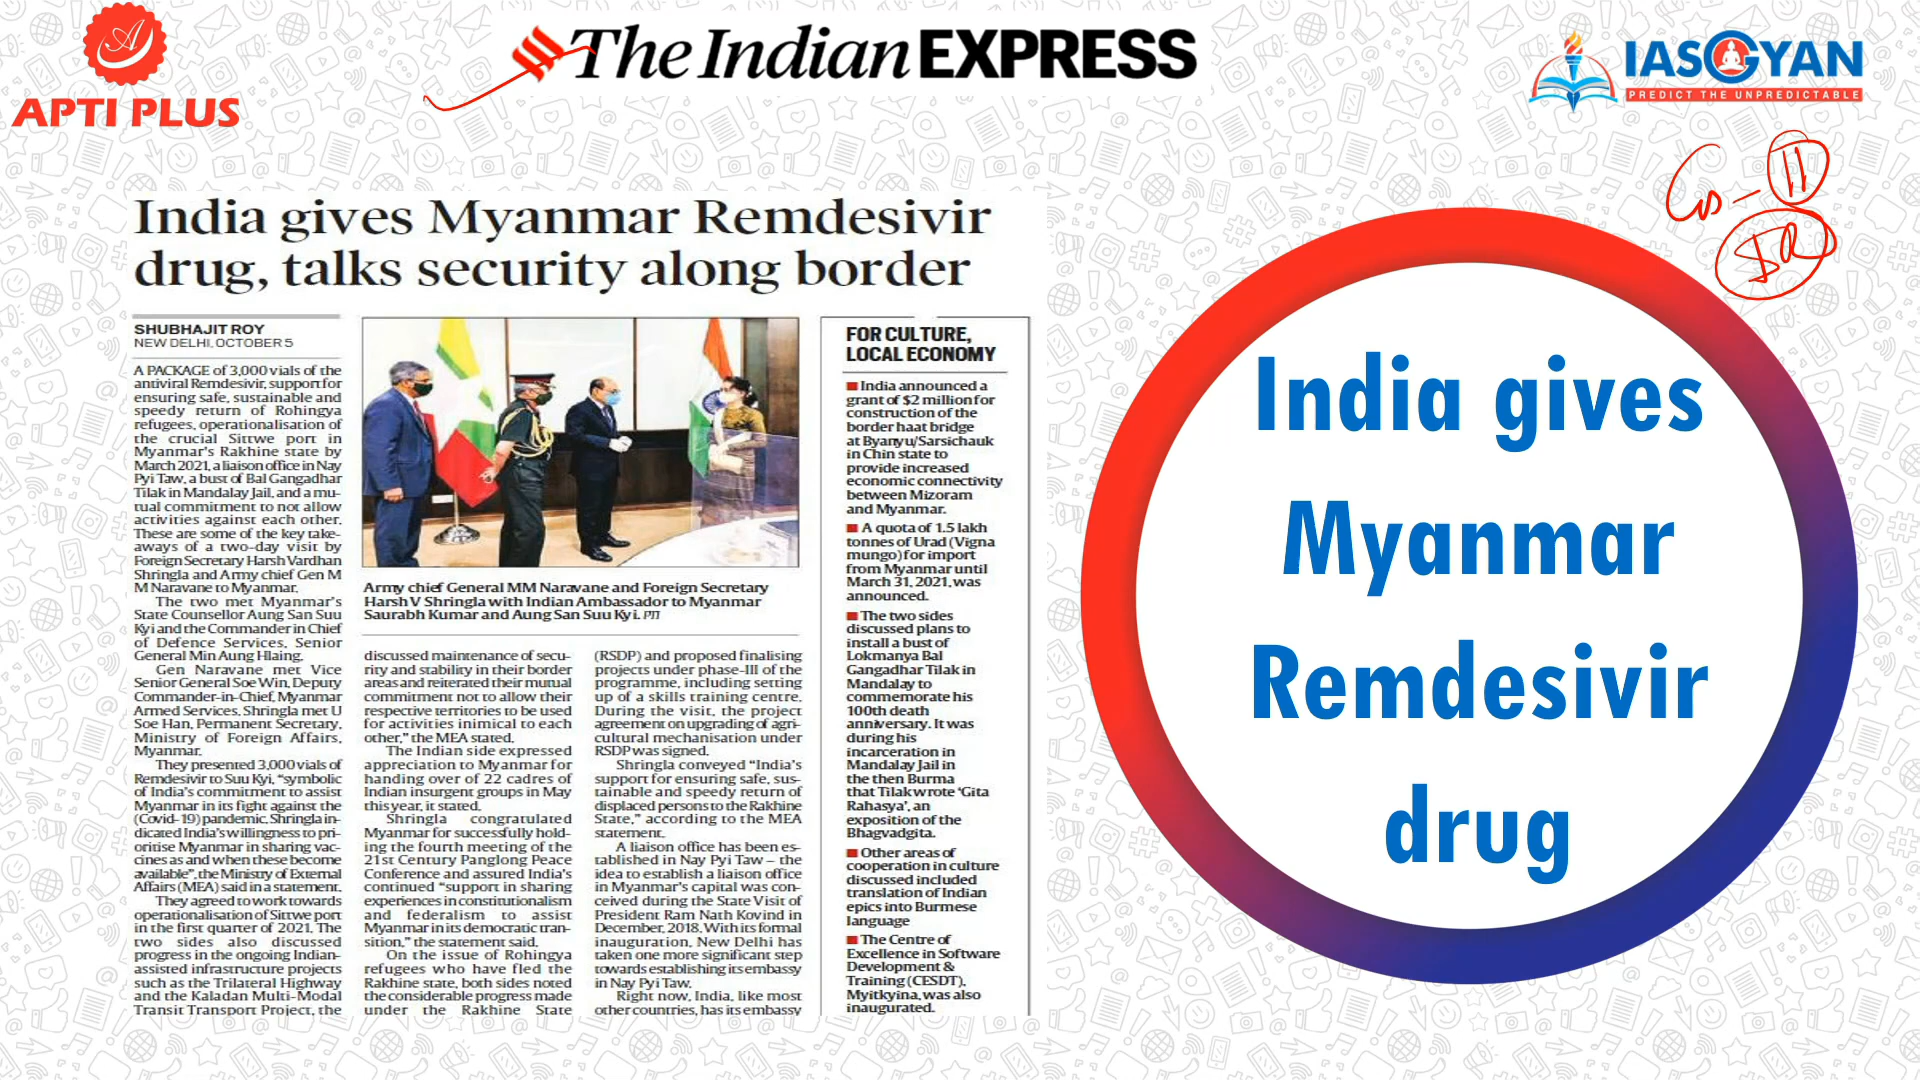 APTI PLUS
The Indian EXPRESS
IASGYAN
PREDICT THE UNPREDICTABLE
GS - II
IR
India gives Myanmar Remdesivir
drug, talks security along border
SHUBHAJIT ROY
NEW DELHI, OCTOBER 5
A PACKAGE of 3,000 vials of the
antiviral Remdesivir, support for
ensuring safe, sustainable and
speedy return of Rohingya
refugees, operationalisation of
the crucial Sittwe port in
Myanmar's Rakhine state by
March 2021, a liaison office in Nay
Pyi Taw, a bust of Bal Gangadhar
Tilak in Mandalay Jail, and a mu-
tual commitment to not allow
activities against each other.
These are some of the key take-
aways of a two-day visit by
Foreign Secretary Harsh Vardhan
Shringla and Army chief Gen M
M Naravane to Myanmar.
The two met Myanmar's
State Counsellor Aung San Suu
Kyi and the Commander in Chief
of Defence Services, Senior
General Min Aung Hlaing.
Gen Naravane met Vice
Senior General Soe Win, Deputy
Commander-in-Chief, Myanmar
Armed Services, Shringla met U
Soe Han, Permanent Secretary,
Ministry of Foreign Affairs,
Myanmar.
They presented 3,000 vials of
Remdesivir to Suu Kyi, "symbolic
of India's commitment to assist
Myanmar in its fight against the
(Covid-19) pandemic. Shringla in-
dicated India's willingness to pri-
oritise Myanmar in sharing vac-
cines as and when these become
available", the Ministry of External
Affairs (MEA) said in a statement.
They agreed to work towards
operationalisation of Sittwe port
in the first quarter of 2021. The
two sides also discussed
progress in the ongoing Indian-
assisted infrastructure projects
such as the Trilateral Highway
and the Kaladan Multi-Modal
Transit Transport Project, the
Army chief General MM Naravane and Foreign Secretary
Harsh V Shringla with Indian Ambassador to Myanmar
Saurabh Kumar and Aung San Suu Kyi. PTI
discussed maintenance of secu-
rity and stability in their border
areas and reiterated their mutual
commitment not to allow their
respective territories to be used
for activities inimical to each
other," the MEA stated.
The Indian side expressed
appreciation to Myanmar for
handing over of 22 cadres of
Indian insurgent groups in May
this year, it stated.
Shringla congratulated
Myanmar for successfully hold-
ing the fourth meeting of the
21st Century Panglong Peace
Conference and assured India's
continued "support in sharing
experiences in constitutionalism
and federalism to assist
Myanmar in its democratic tran-
sition," the statement said.
On the issue of Rohingya
refugees who have fled the
Rakhine state, both sides noted
the considerable progress made
under the Rakhine State
(RSDP) and proposed finalising
projects under phase-III of the
programme, including setting
up of a skills training centre.
During the visit, the project
agreement on upgrading of agri-
cultural mechanisation under
RSDP was signed.
Shringla conveyed "India's
support for ensuring safe, sus-
tainable and speedy return of
displaced persons to the Rakhine
State," according to the MEA
statement.
A liaison office has been es-
tablished in Nay Pyi Taw – the
idea to establish a liaison office
in Myanmar's capital was con-
ceived during the State Visit of
President Ram Nath Kovind in
December, 2018. With its formal
inauguration, New Delhi has
taken one more significant step
towards establishing its embassy
in Nay Pyi Taw.
Right now, India, like most
other countries, has its embassy
FOR CULTURE,
LOCAL ECONOMY
India announced a
grant of $2 million for
construction of the
border haat bridge
at Byanyu/Sarsichauk
in Chin state to
provide increased
economic connectivity
between Mizoram
and Myanmar.
A quota of 1.5 lakh
tonnes of Urad (Vigna
mungo) for import
from Myanmar until
March 31, 2021, was
announced.
The two sides
discussed plans to
install a bust of
Lokmanya Bal
Gangadhar Tilak in
Mandalay to
commemorate his
100th death
anniversary. It was
during his
incarceration in
Mandalay Jail in
the then Burma
that Tilak wrote 'Gita
Rahasya', an
exposition of the
Bhagvadgita.
Other areas of
cooperation in culture
discussed included
translation of Indian
epics into Burmese
language
The Centre of
Excellence in Software
Development &
Training (CESDT),
Myitkyina, was also
inaugurated.
India gives
Myanmar
Remdesivir
drug